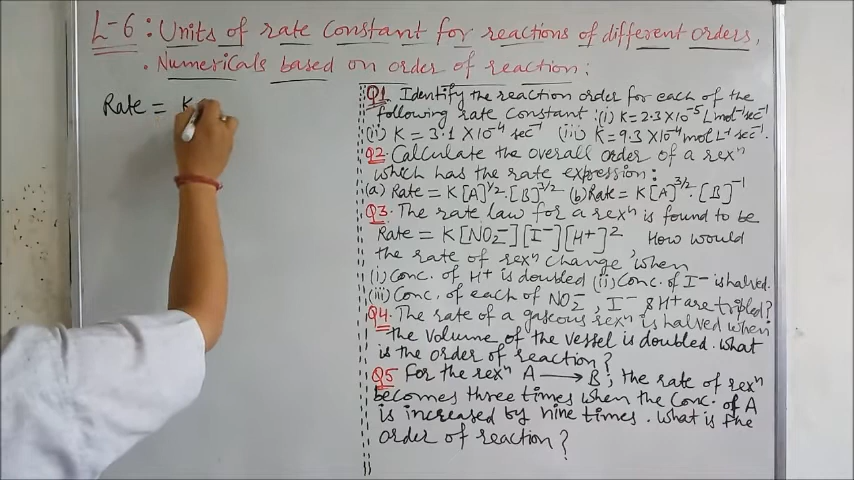 L-6: Units of rate constant for reactions of different orders,
. Numericals based on order of reaction:
Rate = K
Q1. Identify the reaction order for each of the
following rate constant: (i) K = 2.3 X 10⁻⁵ L mol⁻¹ sec⁻¹
(ii) K = 3.1 X 10⁻⁴ sec⁻¹ (iii) K = 9.3 X 10⁻⁴ mol L⁻¹ sec⁻¹.
Q2. Calculate the overall order of a rexⁿ
which has the rate expression:
(a) Rate = K[A]^1/2 . [B]^3/2 (b) Rate = K[A]^3/2 . [B]⁻¹
Q3. The rate law for a rexⁿ is found to be
Rate = K[NO₂⁻][I⁻][H⁺]² How would
the rate of rexⁿ change, when
(i) Conc. of H⁺ is doubled (ii) Conc. of I⁻ is halved.
(iii) Conc. of each of NO₂⁻, I⁻ & H⁺ are tripled?
Q4. The rate of a gaseous rexⁿ is halved when
the volume of the vessel is doubled. What
is the order of reaction?
Q5 For the rexⁿ A → B; the rate of rexⁿ
becomes three times when the conc. of A
is increased by nine times. What is the
order of reaction?